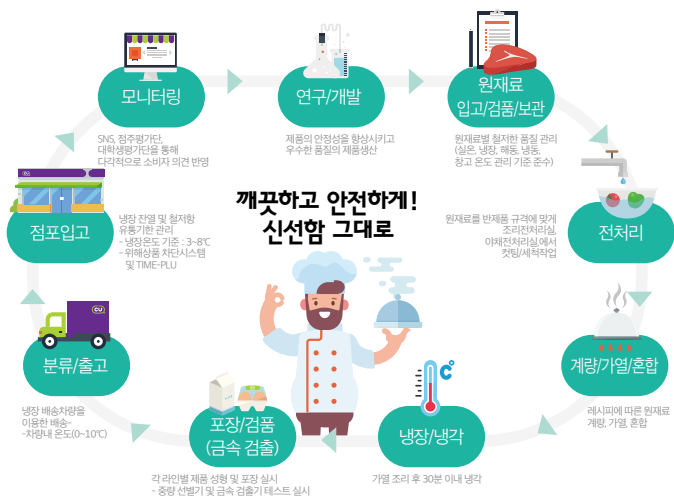 깨끗하고 안전하게!
신선함 그대로
모니터링
SNS, 점주평가단,
대학생평가단을 통해
다각적으로 소비자 의견 반영
연구/개발
제품의 안정성을 향상시키고
우수한 품질의 제품생산
원재료
입고/검품/보관
원재료별 철저한 품질 관리
(실온, 냉장, 해동, 냉동,
창고 온도 관리 기준 준수)
전처리
원재료를 반제품 규격에 맞게
조리전처리실,
야채전처리실,에서
컷팅/세척작업
계량/가열/혼합
레시피에 따른 원재료
계량, 가열, 혼합
C
냉장/냉각
가열 조리 후 30분 이내 냉각
포장/검품
(금속 검출)
각 라인별 제품 성형 및 포장 실시
- 중량 선별기 및 금속 검출기 테스트 실시
CU
분류/출고
냉장 배송차량을
이용한 배송-
-차량내 온도(0~10℃)
CU
점포입고
냉장 진열 및 철저항
유통기한 관리
- 냉장온도 기준 : 3~8℃
- 위해상품 차단시스템
및 TIME-PLU